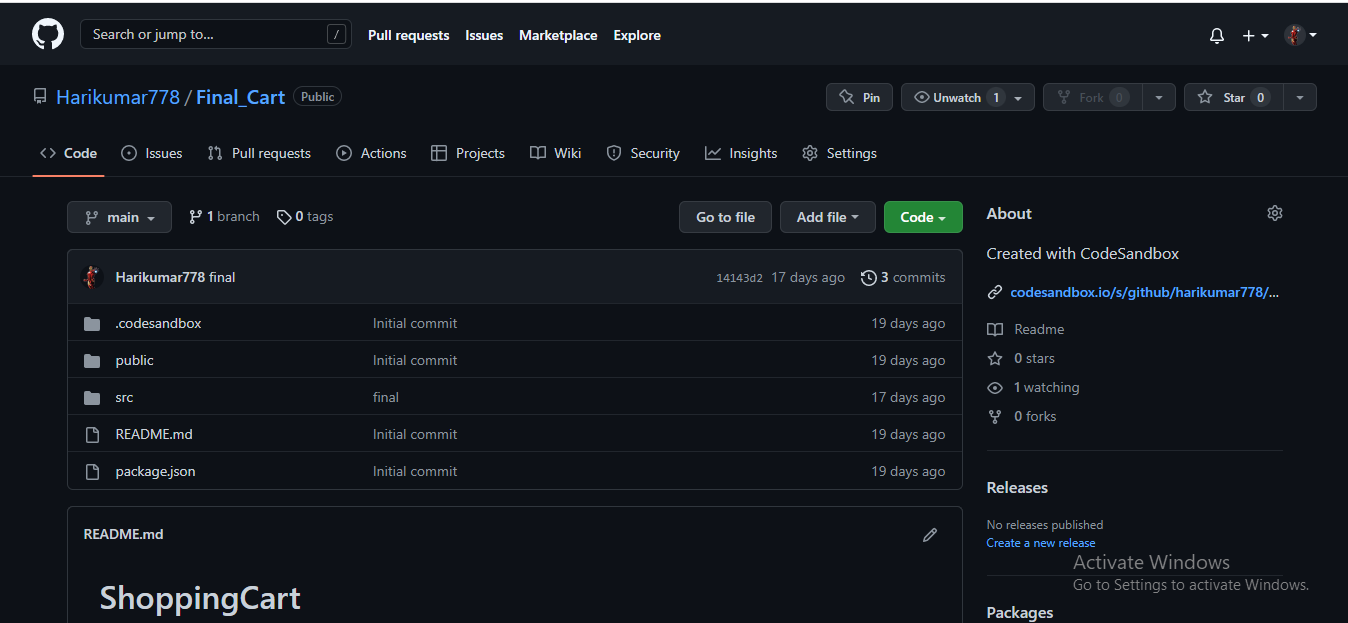 Search or jump to... /
Pull requests Issues Marketplace Explore
Harikumar778 / Final_Cart Public
Pin Unwatch 1 Fork 0 Star 0
Code Issues Pull requests Actions Projects Wiki Security Insights Settings
main 1 branch 0 tags Go to file Add file Code
Harikumar778 final 14143d2 17 days ago 3 commits
.codesandbox Initial commit 19 days ago
public Initial commit 19 days ago
src final 17 days ago
README.md Initial commit 19 days ago
package.json Initial commit 19 days ago
README.md
ShoppingCart
About
Created with CodeSandbox
codesandbox.io/s/github/harikumar778/...
Readme
0 stars
1 watching
0 forks
Releases
No releases published
Create a new release
Activate Windows
Go to Settings to activate Windows.
Packages